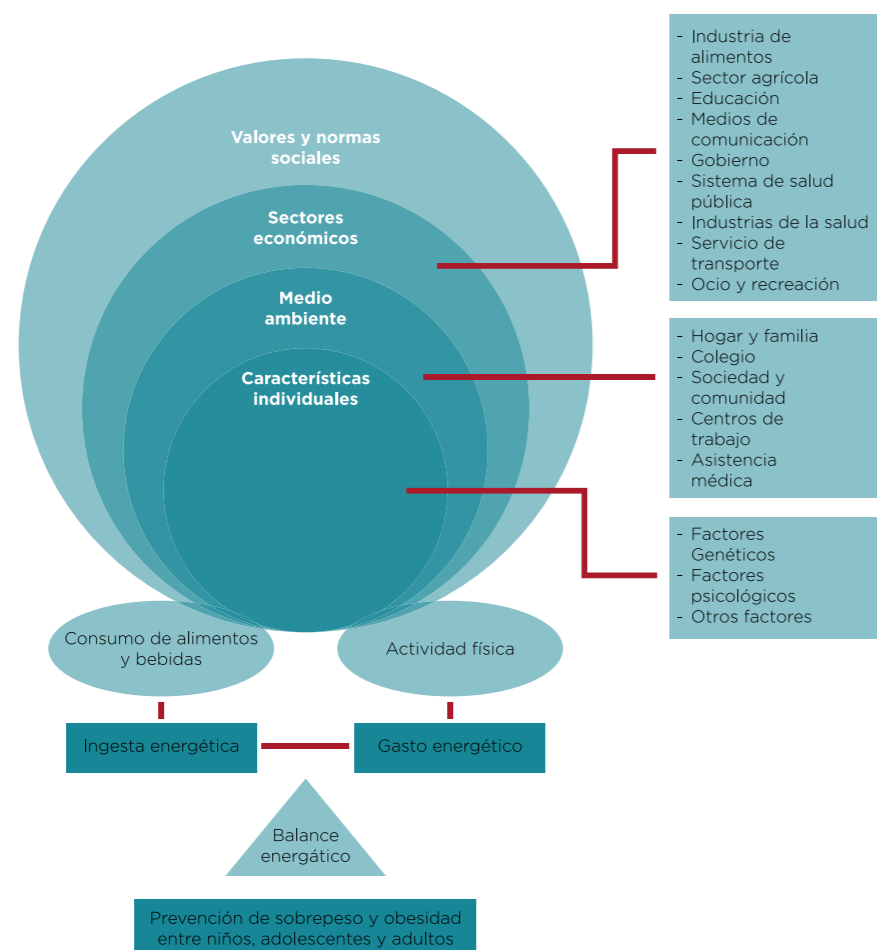 Valores y normas
sociales
Sectores
económicos
Medio
ambiente
Características
individuales
- Industria de
alimentos
- Sector agrícola
- Educación
- Medios de
comunicación
- Gobierno
- Sistema de salud
pública
- Industrias de la salud
- Servicio de
transporte
- Ocio y recreación
- Hogar y familia
- Colegio
- Sociedad y
comunidad
- Centros de
trabajo
- Asistencia
médica
- Factores
Genéticos
- Factores
psicológicos
- Otros factores
Consumo de alimentos
y bebidas
Actividad física
Ingesta energética
Gasto energético
Balance
energático
Prevención de sobrepeso y obesidad
entre niños, adolescentes y adultos